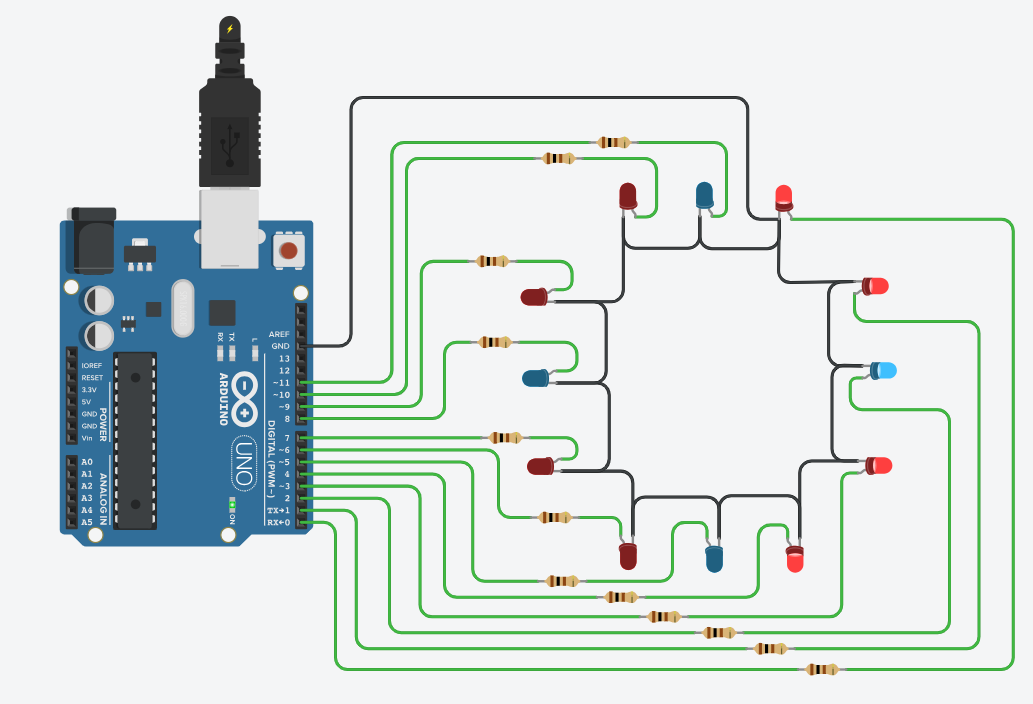 AREF
GND
13
12
~11
~10
~9
8
7
~6
~5
4
~3
2
TX→1
RX←0
DIGITAL (PWM~)
RX
TX
L
ARDUINO
UNO
ON
IOREF
RESET
3.3V
5V
GND
GND
Vin
POWER
A0
A1
A2
A3
A4
A5
ANALOG IN